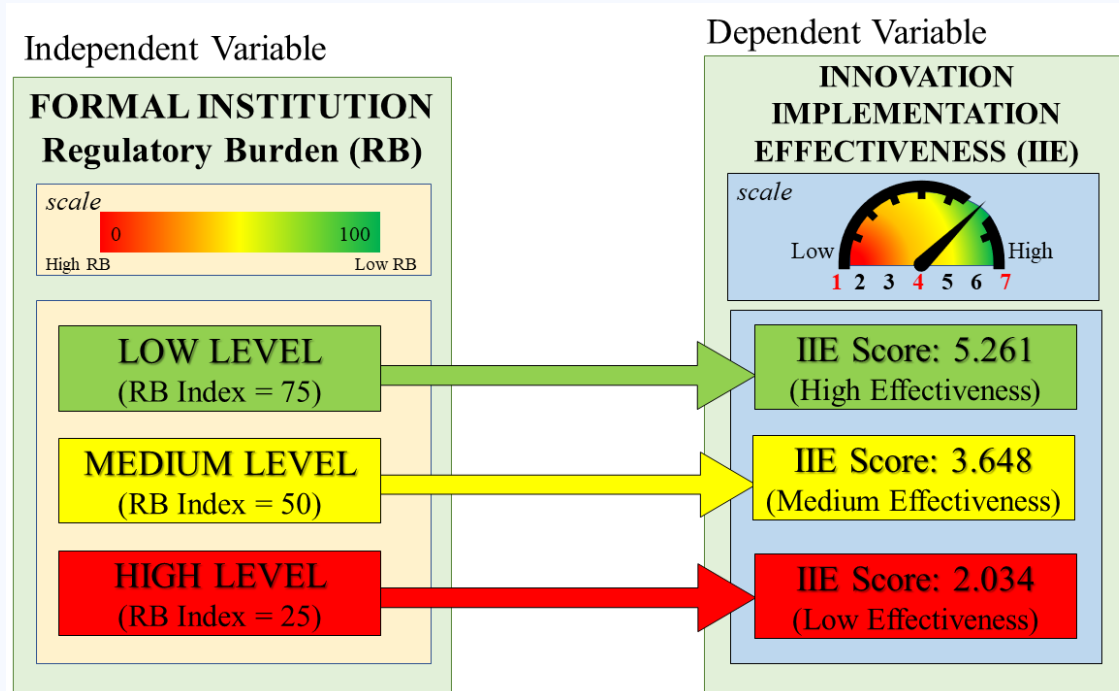 Independent Variable
FORMAL INSTITUTION
Regulatory Burden (RB)
scale
0 100
High RB Low RB
LOW LEVEL
(RB Index = 75)
MEDIUM LEVEL
(RB Index = 50)
HIGH LEVEL
(RB Index = 25)
Dependent Variable
INNOVATION
IMPLEMENTATION
EFFECTIVENESS (IIE)
scale
Low High
1 2 3 4 5 6 7
IIE Score: 5.261
(High Effectiveness)
IIE Score: 3.648
(Medium Effectiveness)
IIE Score: 2.034
(Low Effectiveness)